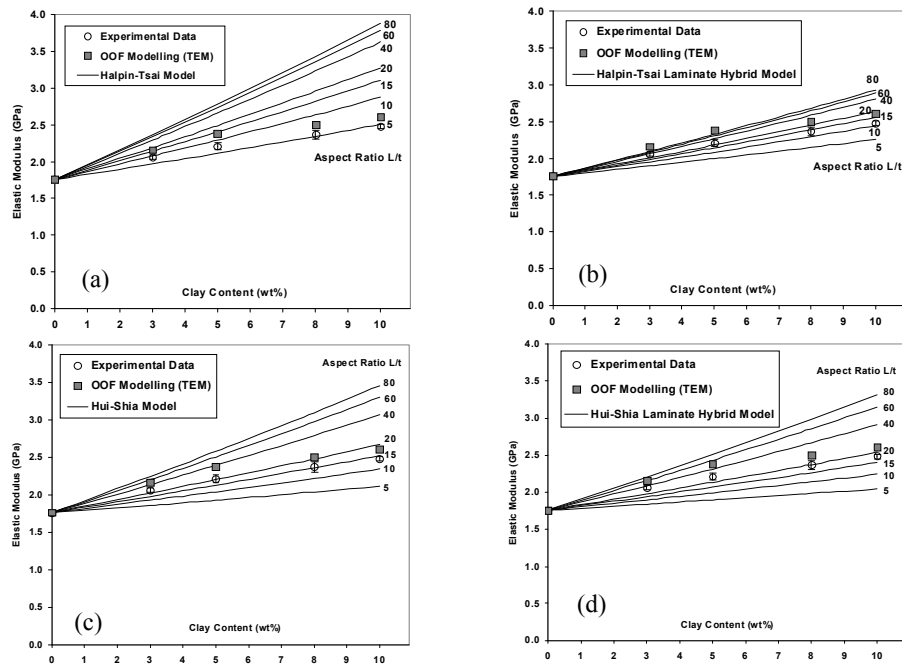 4.0
3.5
3.0
2.5
2.0
1.5
1.0
0.5
0.0
Elastic Modulus (GPa)
Experimental Data
OOF Modelling (TEM)
Halpin-Tsai Model
80
60
40
20
15
10
5
Aspect Ratio L/t
(a)
Clay Content (wt%)
0 1 2 3 4 5 6 7 8 9 10
4.0
3.5
3.0
2.5
2.0
1.5
1.0
0.5
0.0
Elastic Modulus (GPa)
Experimental Data
OOF Modelling (TEM)
Halpin-Tsai Laminate Hybrid Model
80
60
40
20
15
10
5
Aspect Ratio L/t
(b)
Clay Content (wt%)
0 1 2 3 4 5 6 7 8 9 10
4.0
3.5
3.0
2.5
2.0
1.5
1.0
0.5
0.0
Elastic Modulus (GPa)
Experimental Data
OOF Modelling (TEM)
Hui-Shia Model
Aspect Ratio L/t
80
60
40
20
15
10
5
(c)
Clay Content (wt%)
0 1 2 3 4 5 6 7 8 9 10
4.0
3.5
3.0
2.5
2.0
1.5
1.0
0.5
0.0
Elastic Modulus (GPa)
Experimental Data
OOF Modelling (TEM)
Hui-Shia Laminate Hybrid Model
Aspect Ratio L/t
80
60
40
20
15
10
5
(d)
Clay Content (wt%)
0 1 2 3 4 5 6 7 8 9 10